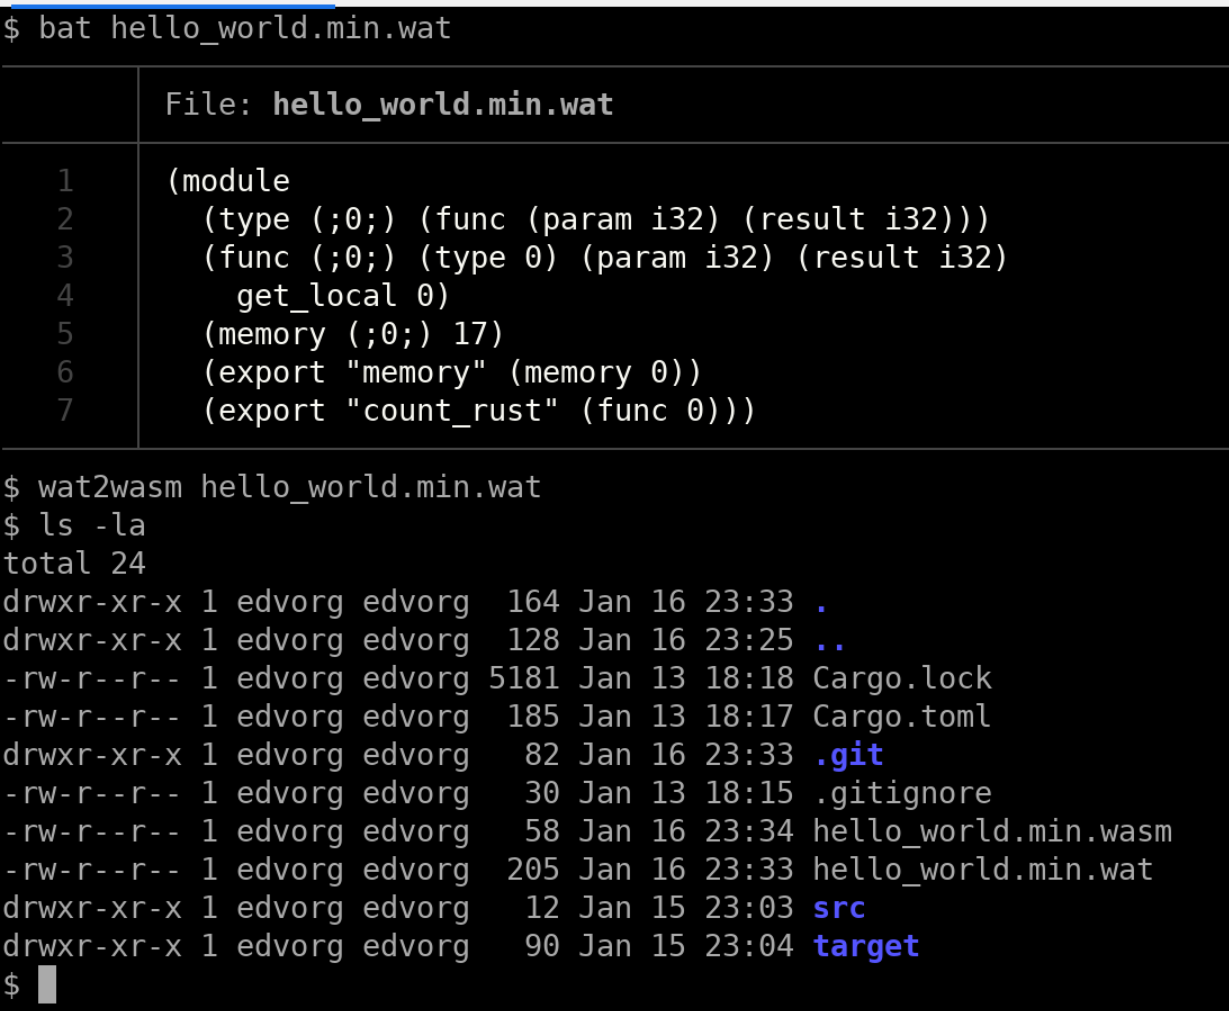 $ bat hello_world.min.wat
File: hello_world.min.wat
1 (module
2   (type (;0;) (func (param i32) (result i32)))
3   (func (;0;) (type 0) (param i32) (result i32)
4     get_local 0)
5   (memory (;0;) 17)
6   (export "memory" (memory 0))
7   (export "count_rust" (func 0)))
$ wat2wasm hello_world.min.wat
$ ls -la
total 24
drwxr-xr-x 1 edvorg edvorg  164 Jan 16 23:33 .
drwxr-xr-x 1 edvorg edvorg  128 Jan 16 23:25 ..
-rw-r--r-- 1 edvorg edvorg 5181 Jan 13 18:18 Cargo.lock
-rw-r--r-- 1 edvorg edvorg  185 Jan 13 18:17 Cargo.toml
drwxr-xr-x 1 edvorg edvorg   82 Jan 16 23:33 .git
-rw-r--r-- 1 edvorg edvorg   30 Jan 13 18:15 .gitignore
-rw-r--r-- 1 edvorg edvorg   58 Jan 16 23:34 hello_world.min.wasm
-rw-r--r-- 1 edvorg edvorg  205 Jan 16 23:33 hello_world.min.wat
drwxr-xr-x 1 edvorg edvorg   12 Jan 15 23:03 src
drwxr-xr-x 1 edvorg edvorg   90 Jan 15 23:04 target
$